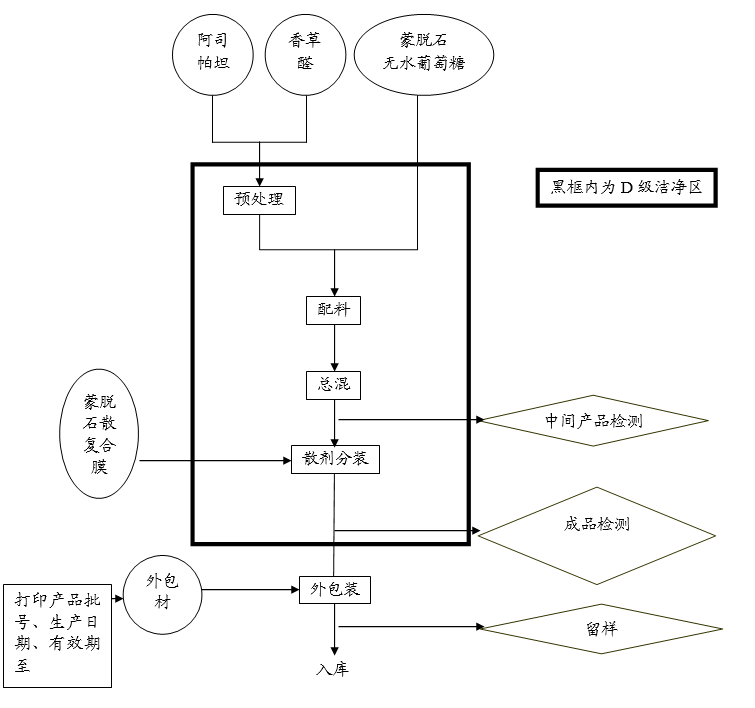 阿司
帕坦
香草
醛
蒙脱石
无水葡萄糖
黑框内为 D 级洁净区
预处理
配料
总混
蒙脱
石散
复合
膜
中间产品检测
散剂分装
成品检测
外包
材
外包装
打印产品批
号、生产日
期、有效期
至
留样
入库